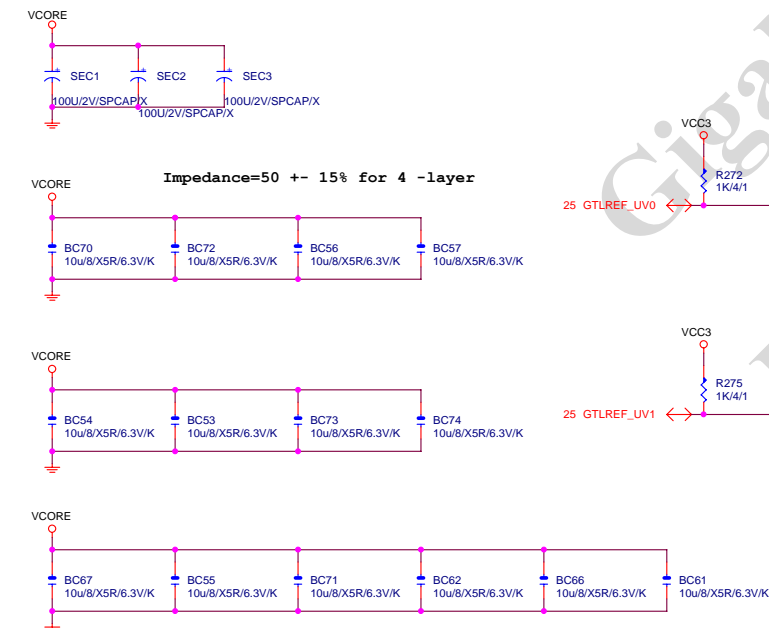 VCORE
SEC1
100U/2V/SPCAP/X
SEC2
100U/2V/SPCAP/X
SEC3
100U/2V/SPCAP/X
Impedance=50 +- 15% for 4 -layer
VCORE
BC70
10u/8/X5R/6.3V/K
BC72
10u/8/X5R/6.3V/K
BC56
10u/8/X5R/6.3V/K
BC57
10u/8/X5R/6.3V/K
VCC3
R272
1K/4/1
25 GTLREF_UV0
VCORE
BC54
10u/8/X5R/6.3V/K
BC53
10u/8/X5R/6.3V/K
BC73
10u/8/X5R/6.3V/K
BC74
10u/8/X5R/6.3V/K
VCC3
R275
1K/4/1
25 GTLREF_UV1
VCORE
BC67
10u/8/X5R/6.3V/K
BC55
10u/8/X5R/6.3V/K
BC71
10u/8/X5R/6.3V/K
BC62
10u/8/X5R/6.3V/K
BC66
10u/8/X5R/6.3V/K
BC61
10u/8/X5R/6.3V/K